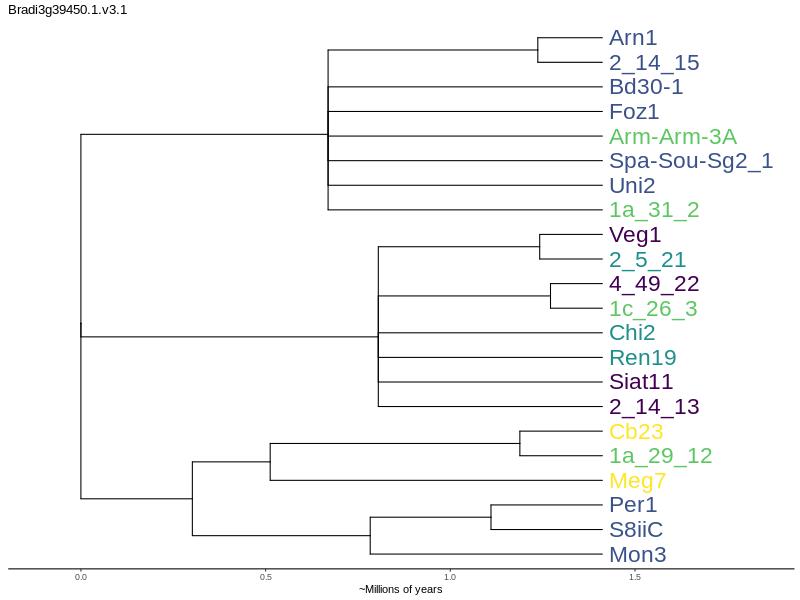 Bradi3g39450.1.v3.1
Arn1
2_14_15
Bd30-1
Foz1
Arm-Arm-3A
Spa-Sou-Sg2_1
Uni2
1a_31_2
Veg1
2_5_21
4_49_22
1c_26_3
Chi2
Ren19
Siat11
2_14_13
Cb23
1a_29_12
Meg7
Per1
S8iiC
Mon3
0.0 0.5 1.0 1.5
~Millions of years